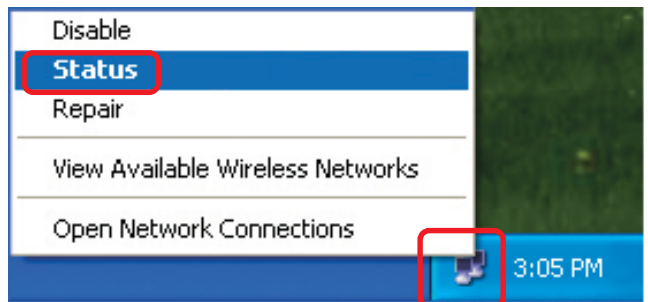 Disable
Status
Repair
View Available Wireless Networks
Open Network Connections
3:05 PM